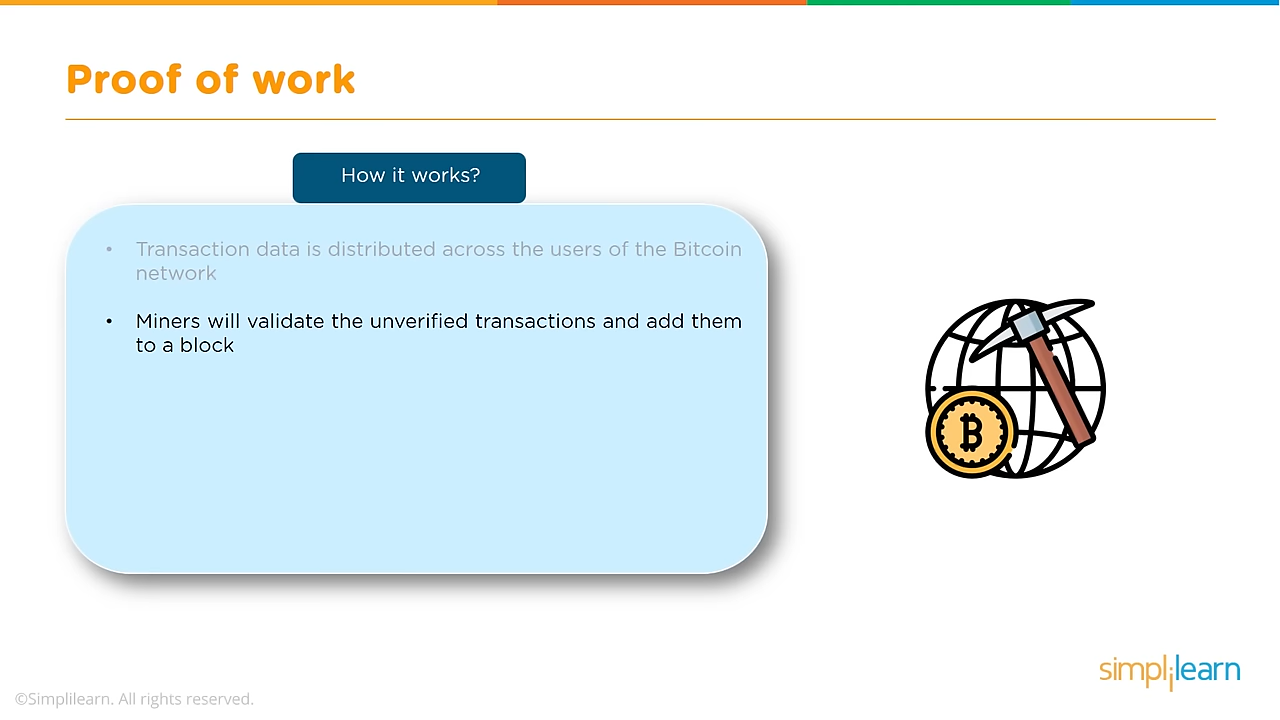 Proof of work
How it works?
• Transaction data is distributed across the users of the Bitcoin
network
• Miners will validate the unverified transactions and add them
to a block
simplilearn
©Simplilearn. All rights reserved.